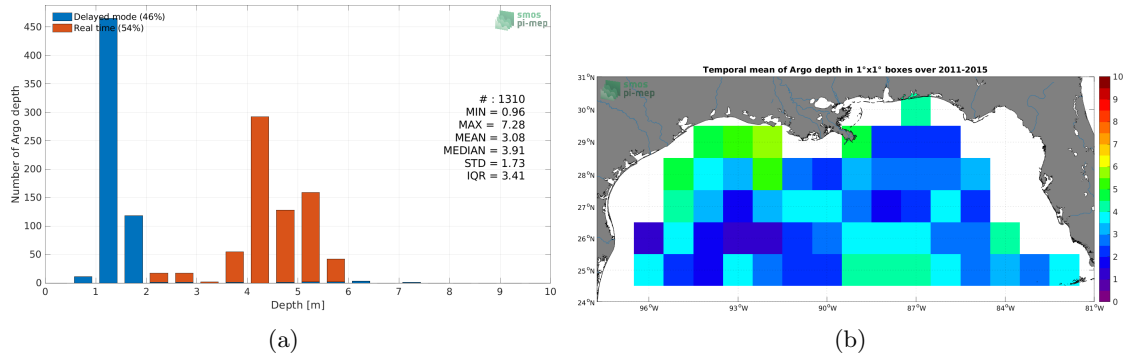 Delayed mode (46%)
Real time (54%)
smos
pi-mep
# : 1310
MIN = 0.96
MAX = 7.28
MEAN = 3.08
MEDIAN = 3.91
STD = 1.73
IQR = 3.41
Number of Argo depth
450
400
350
300
250
200
150
100
50
0
0 1 2 3 4 5 6 7 8 9 10
Depth [m]
(a)
Temporal mean of Argo depth in 1°x1° boxes over 2011-2015
smos
pi-mep
31°N
30°N
29°N
28°N
27°N
26°N
25°N
24°N
96°W 93°W 90°W 87°W 84°W 81°W
10
9
8
7
6
5
4
3
2
1
0
(b)